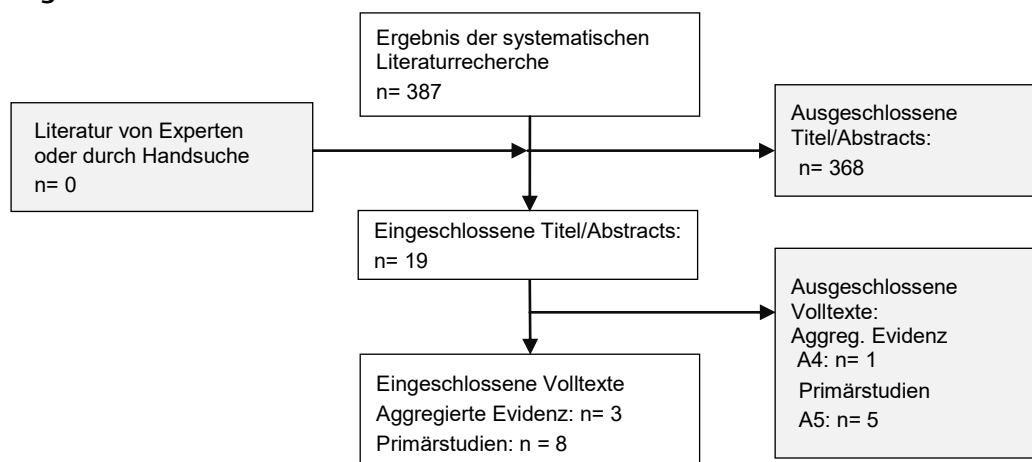 Ergebnis der systematischen
Literaturrecherche
n= 387
Literatur von Experten
oder durch Handsuche
n= 0
Ausgeschlossene
Titel/Abstracts:
n= 368
Eingeschlossene Titel/Abstracts:
n= 19
Ausgeschlossene
Volltexte:
Aggreg. Evidenz
A4: n= 1
Primärstudien
A5: n= 5
Eingeschlossene Volltexte
Aggregierte Evidenz: n= 3
Primärstudien: n = 8